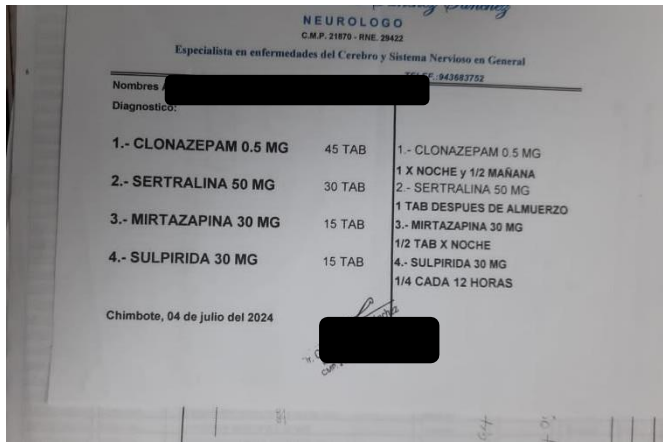 NEUROLOGO
C.M.P. 21870 - RNE. 29422
Especialista en enfermedades del Cerebro y Sistema Nervioso en General
TELEF.:943683752
Nombres
Diagnostico:
1.- CLONAZEPAM 0.5 MG 45 TAB
2.- SERTRALINA 50 MG 30 TAB
3.- MIRTAZAPINA 30 MG 15 TAB
4.- SULPIRIDA 30 MG 15 TAB
Chimbote, 04 de julio del 2024
1.- CLONAZEPAM 0.5 MG
1 X NOCHE y 1/2 MAÑANA
2.- SERTRALINA 50 MG
1 TAB DESPUES DE ALMUERZO
3.- MIRTAZAPINA 30 MG
1/2 TAB X NOCHE
4.- SULPIRIDA 30 MG
1/4 CADA 12 HORAS